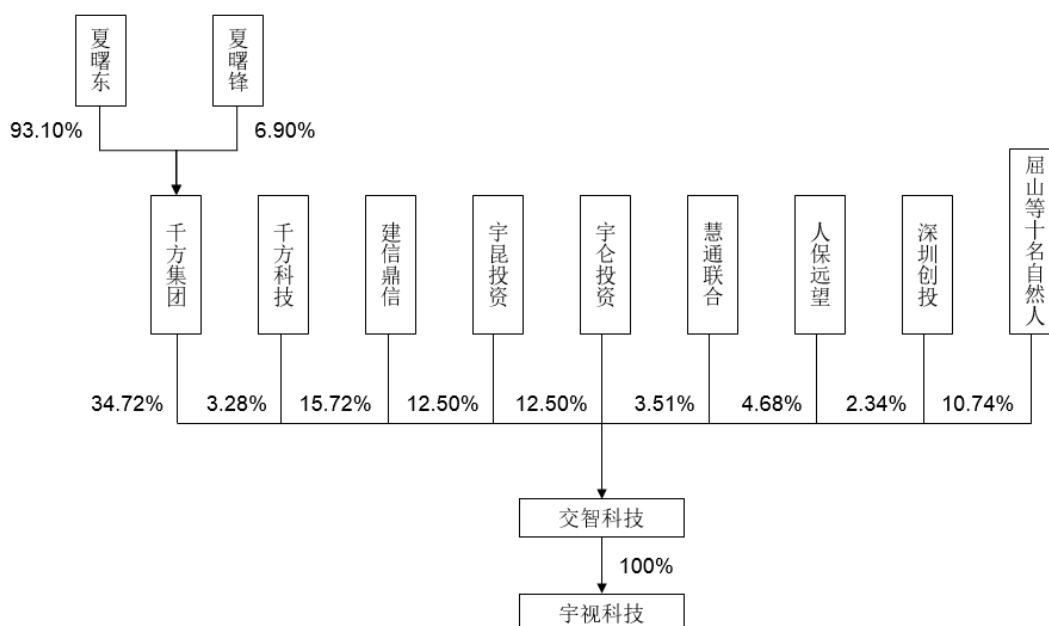 夏曙东
夏曙锋
93.10%
6.90%
千方集团
千方科技
建信鼎信
宇昆投资
宇仑投资
慧通联合
人保远望
深圳创投
屈山等十名自然人
34.72%
3.28%
15.72%
12.50%
12.50%
3.51%
4.68%
2.34%
10.74%
交智科技
100%
宇视科技